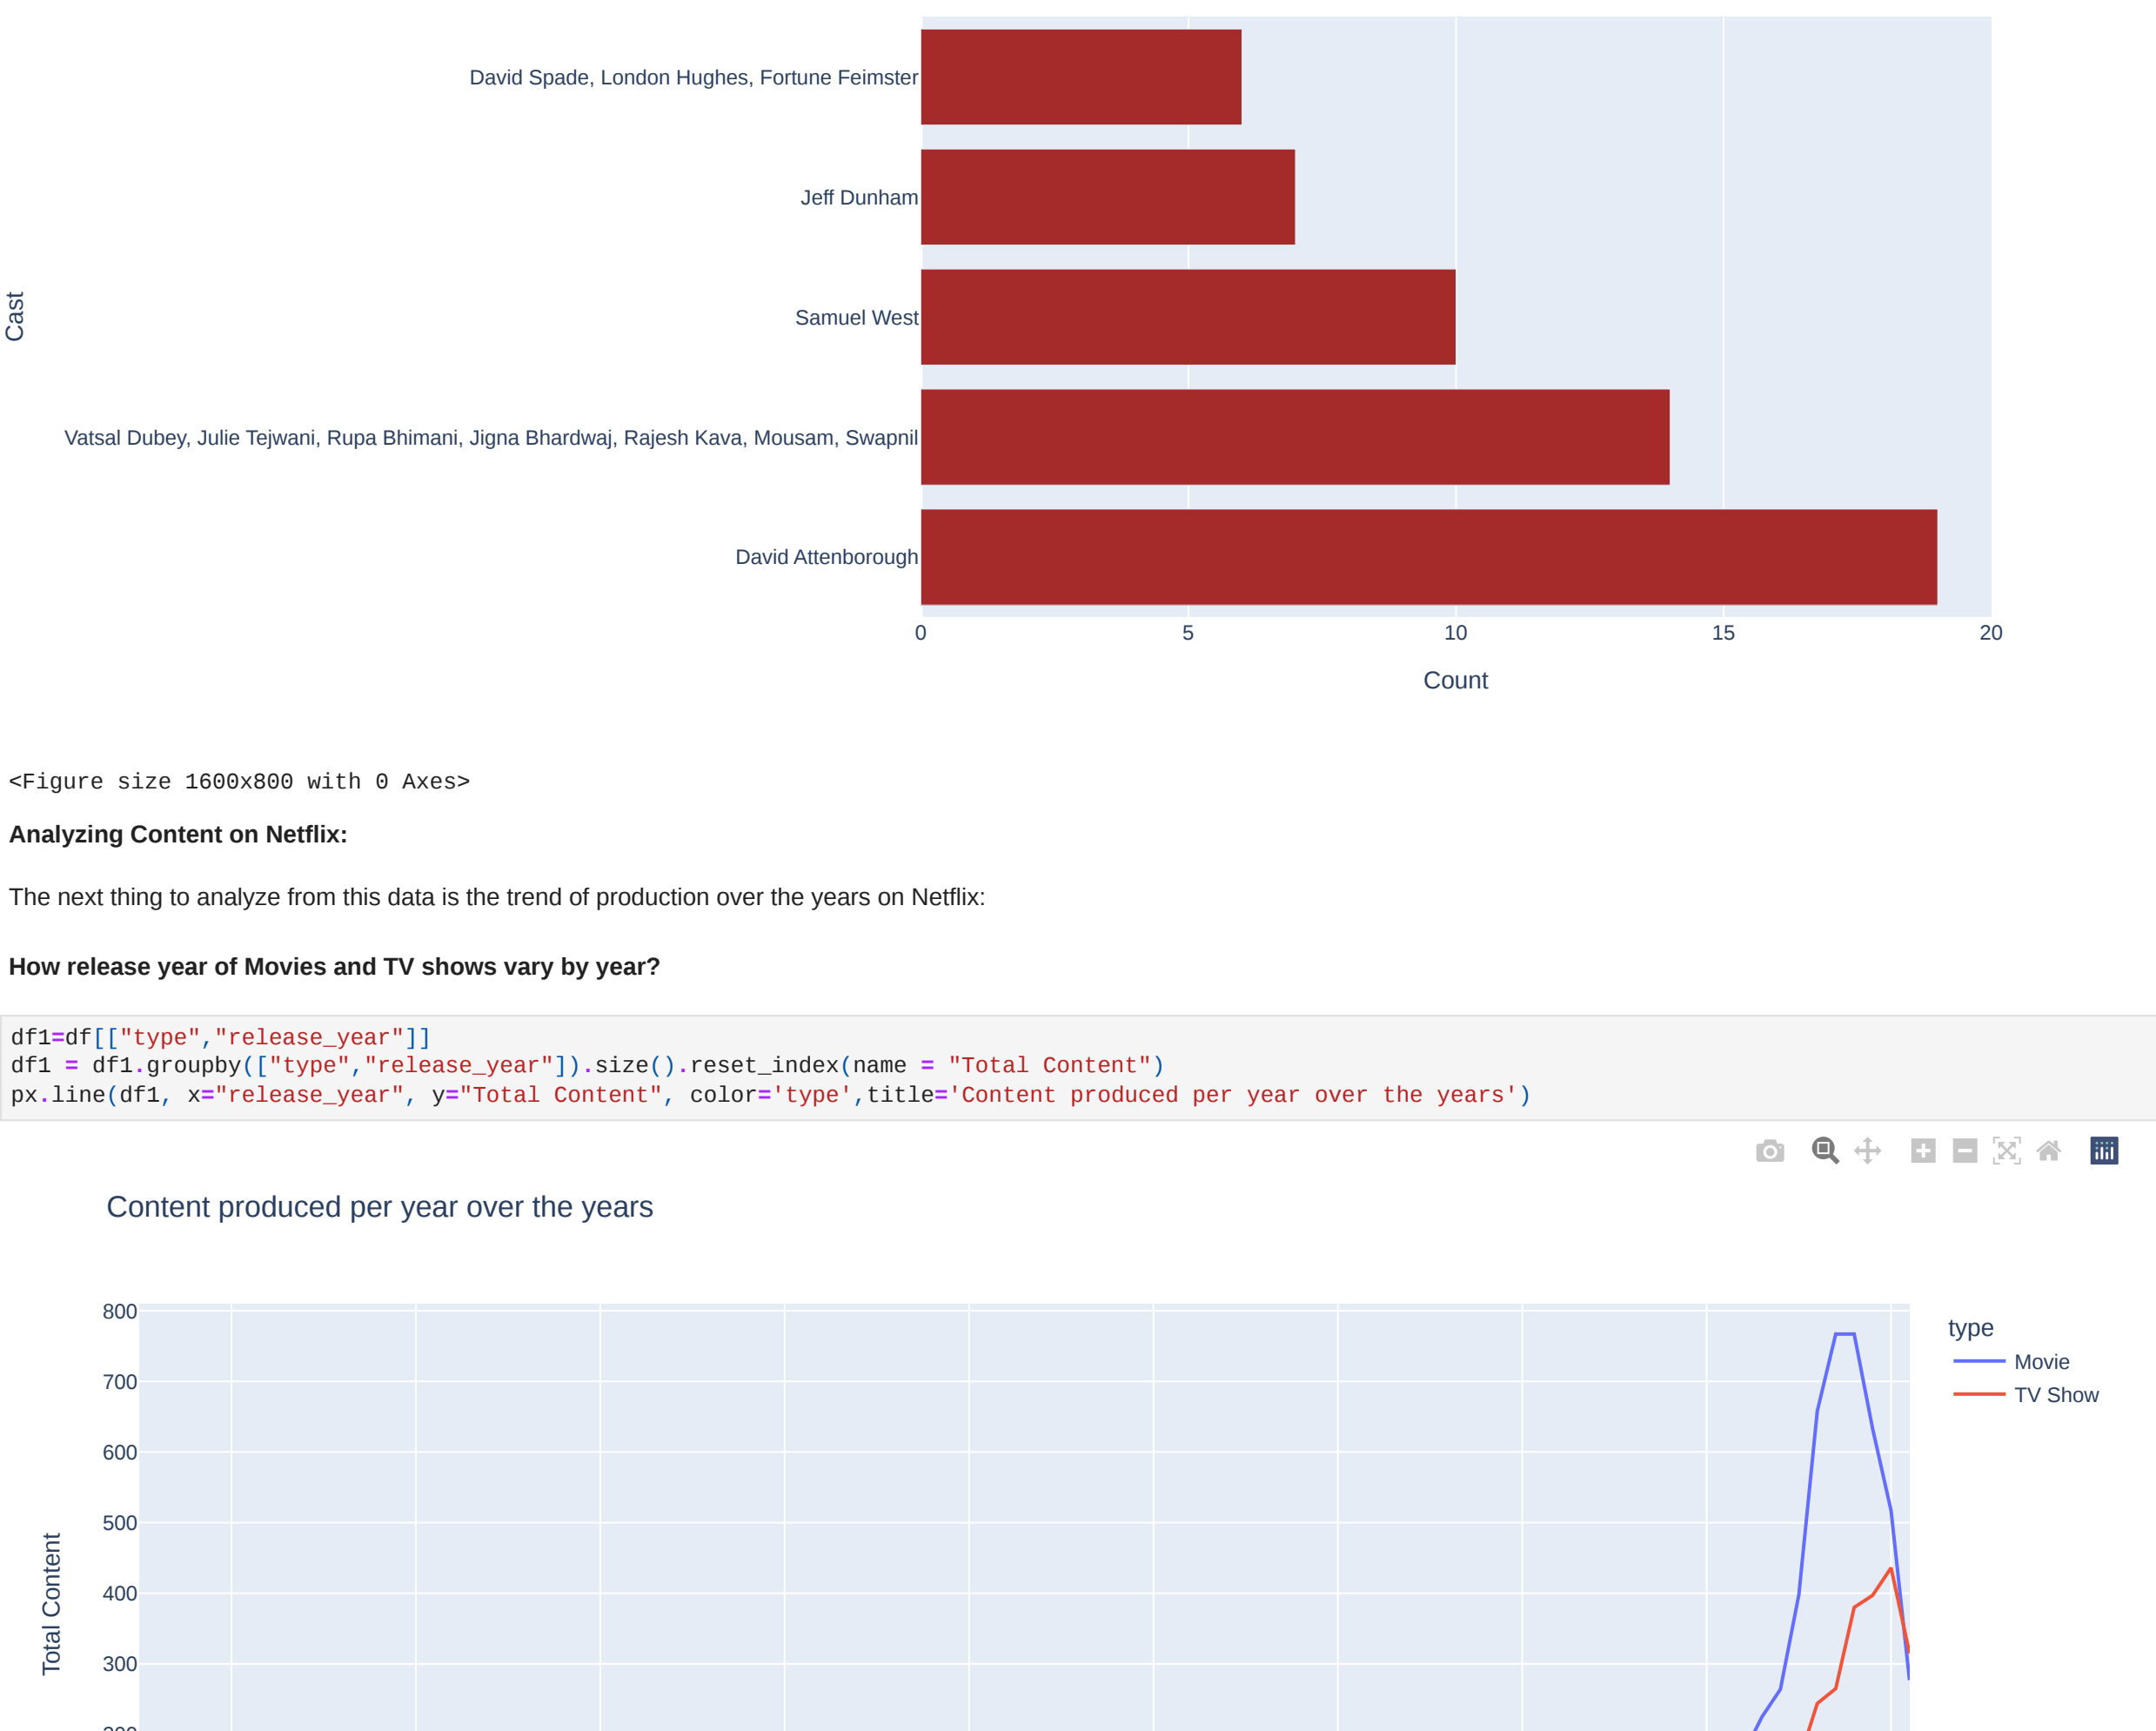 David Spade, London Hughes, Fortune Feimster
Jeff Dunham
Samuel West
Vatsal Dubey, Julie Tejwani, Rupa Bhimani, Jigna Bhardwaj, Rajesh Kava, Mousam, Swapnil
David Attenborough
Cast
0 5 10 15 20
Count
<Figure size 1600x800 with 0 Axes>
Analyzing Content on Netflix:
The next thing to analyze from this data is the trend of production over the years on Netflix:
How release year of Movies and TV shows vary by year?
df1=df[["type","release_year"]]
df1 = df1.groupby(["type","release_year"]).size().reset_index(name = "Total Content")
px.line(df1, x="release_year", y="Total Content", color='type',title='Content produced per year over the years')
Content produced per year over the years
800
700
600
500
400
300
Total Content
type
Movie
TV Show